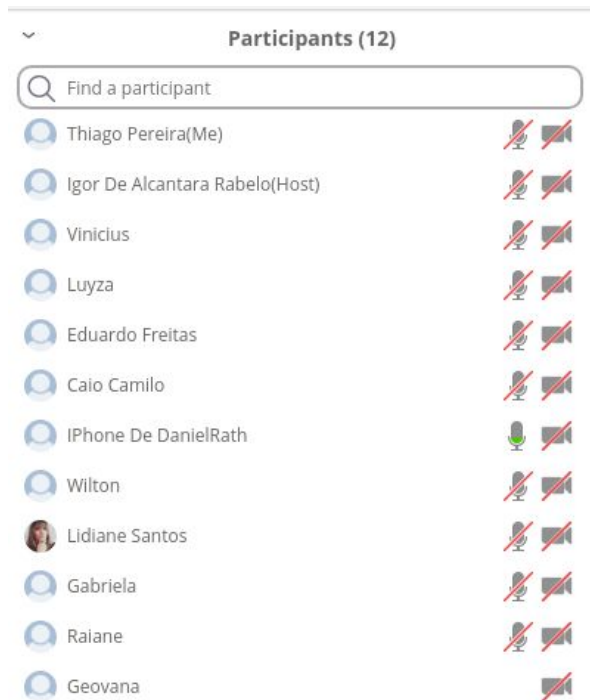 Participants (12)
Find a participant
Thiago Pereira(Me)
Igor De Alcantara Rabelo(Host)
Vinicius
Luyza
Eduardo Freitas
Caio Camilo
IPhone De DanielRath
Wilton
Lidiane Santos
Gabriela
Raiane
Geovana